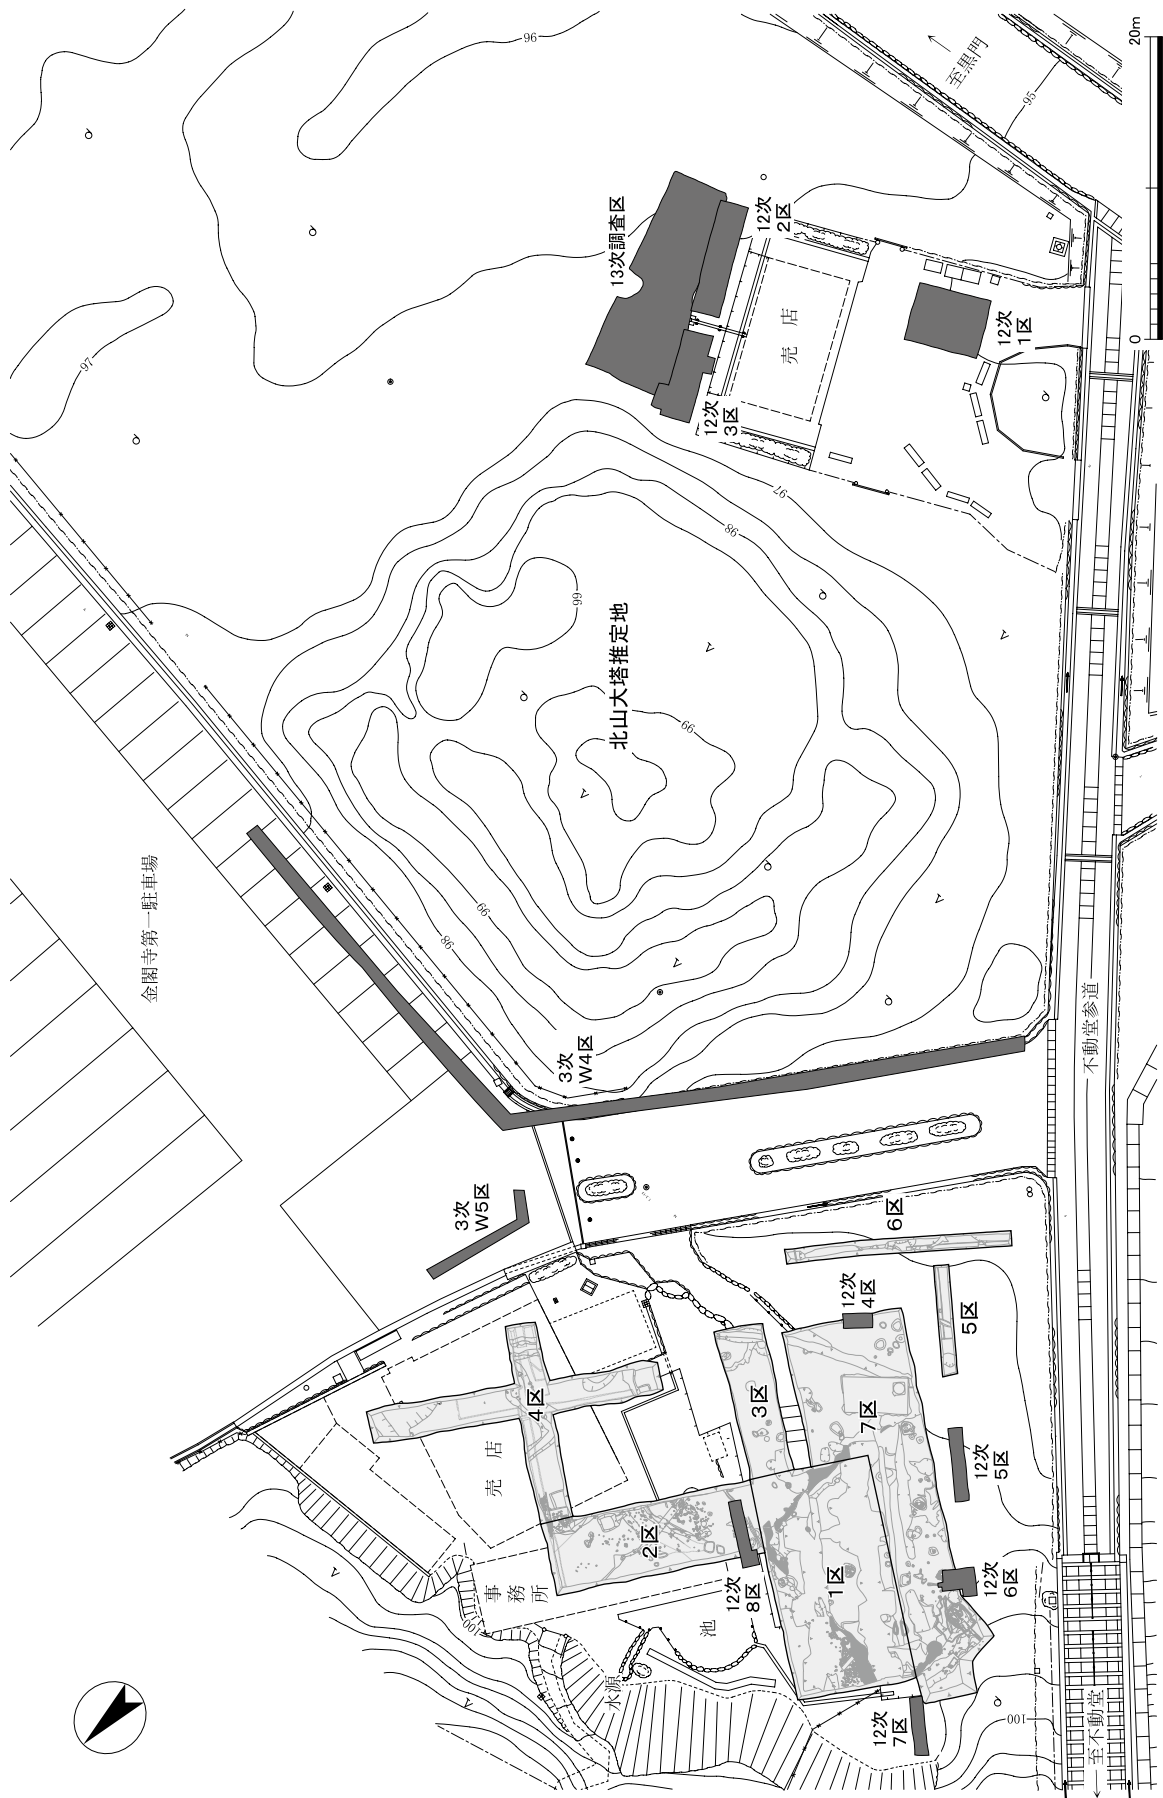 96
至黒門
95
20m
0
97
13次調査区
12次
2区
売店
12次
1区
12次
3区
97
98
99
北山大塔推定地
99
金閣寺第一駐車場
99
98
3次
W4区
不動堂参道
3次
W5区
6区
12次
4区
5区
4区
3区
7区
売店
12次
5区
2区
事務所
12次
8区
1区
12次
6区
池
100
水源
12次
7区
100
至不動堂